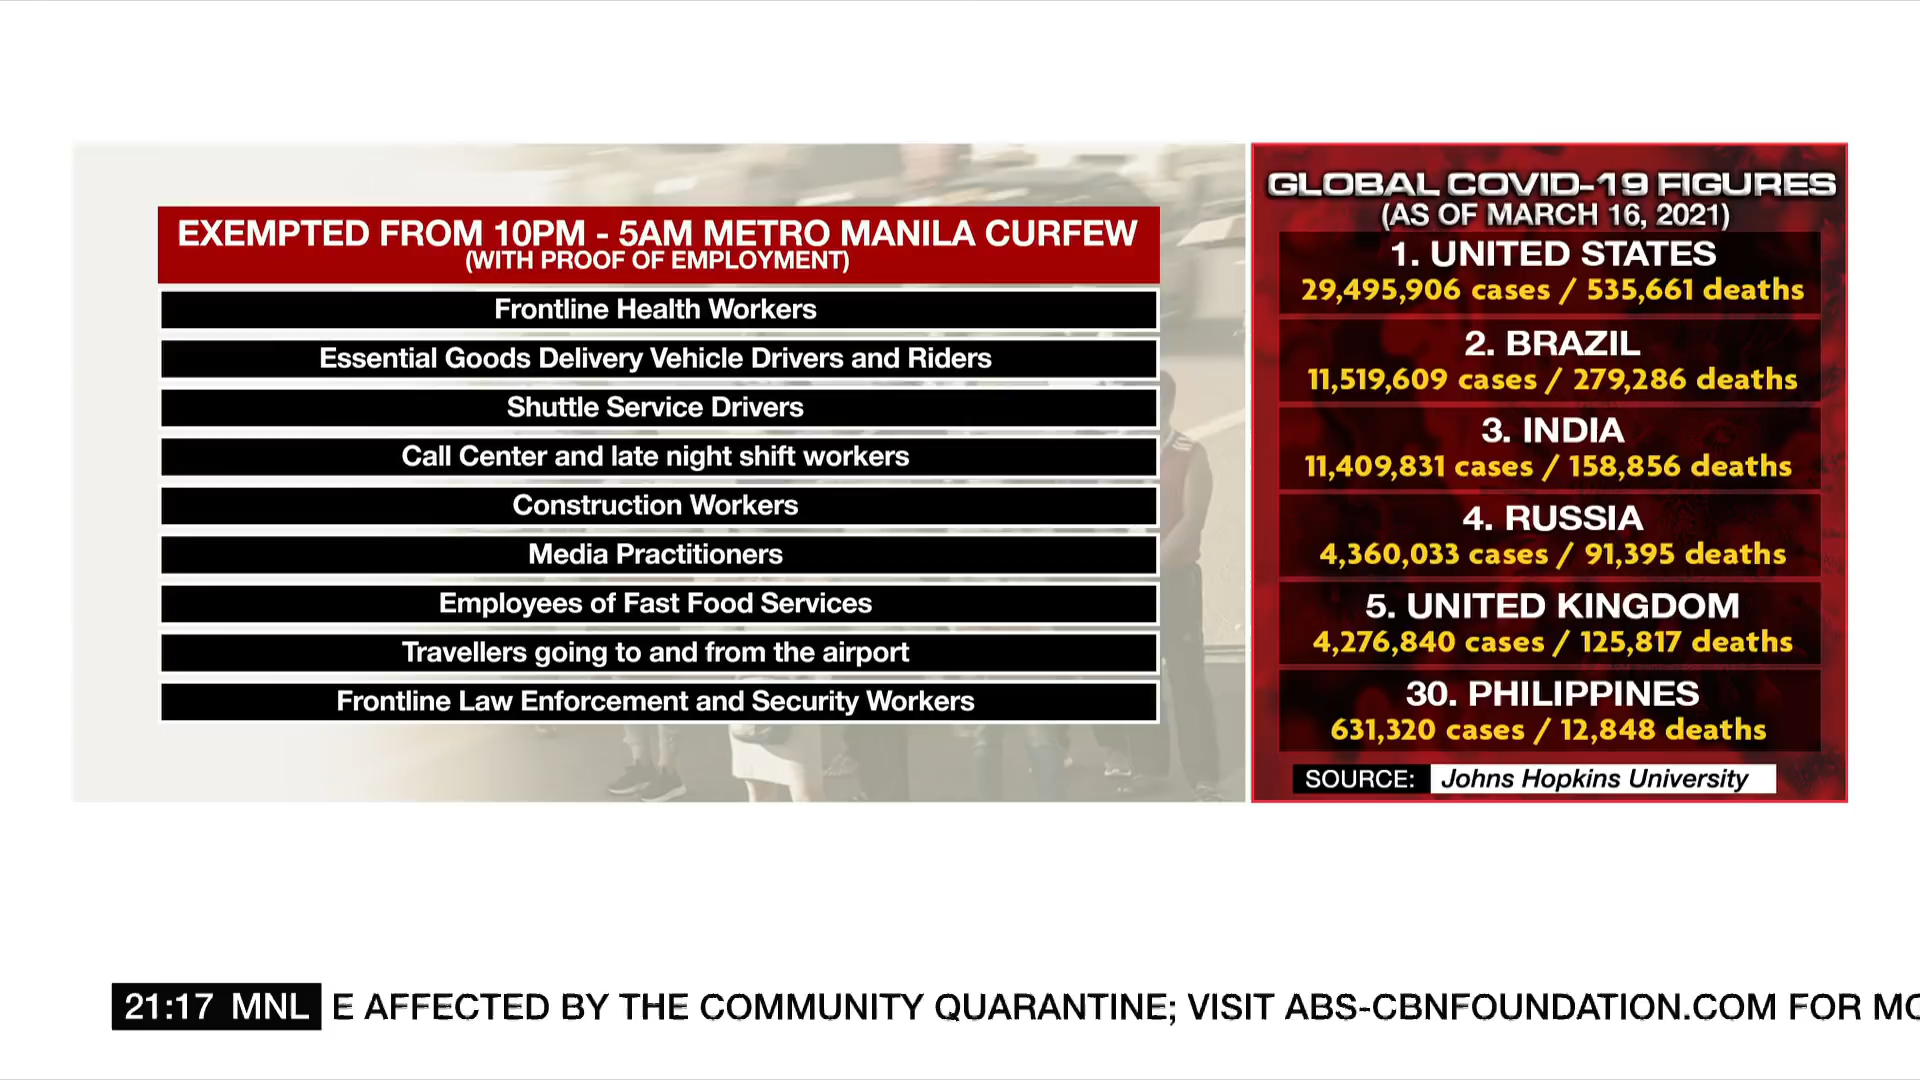 EXEMPTED FROM 10PM - 5AM METRO MANILA CURFEW
(WITH PROOF OF EMPLOYMENT)
Frontline Health Workers
Essential Goods Delivery Vehicle Drivers and Riders
Shuttle Service Drivers
Call Center and late night shift workers
Construction Workers
Media Practitioners
Employees of Fast Food Services
Travellers going to and from the airport
Frontline Law Enforcement and Security Workers
GLOBAL COVID-19 FIGURES
(AS OF MARCH 16, 2021)
1. UNITED STATES
29,495,906 cases / 535,661 deaths
2. BRAZIL
11,519,609 cases / 279,286 deaths
3. INDIA
11,409,831 cases / 158,856 deaths
4. RUSSIA
4,360,033 cases / 91,395 deaths
5. UNITED KINGDOM
4,276,840 cases / 125,817 deaths
30. PHILIPPINES
631,320 cases / 12,848 deaths
SOURCE: Johns Hopkins University
21:17 MNL E AFFECTED BY THE COMMUNITY QUARANTINE; VISIT ABS-CBNFOUNDATION.COM FOR MO